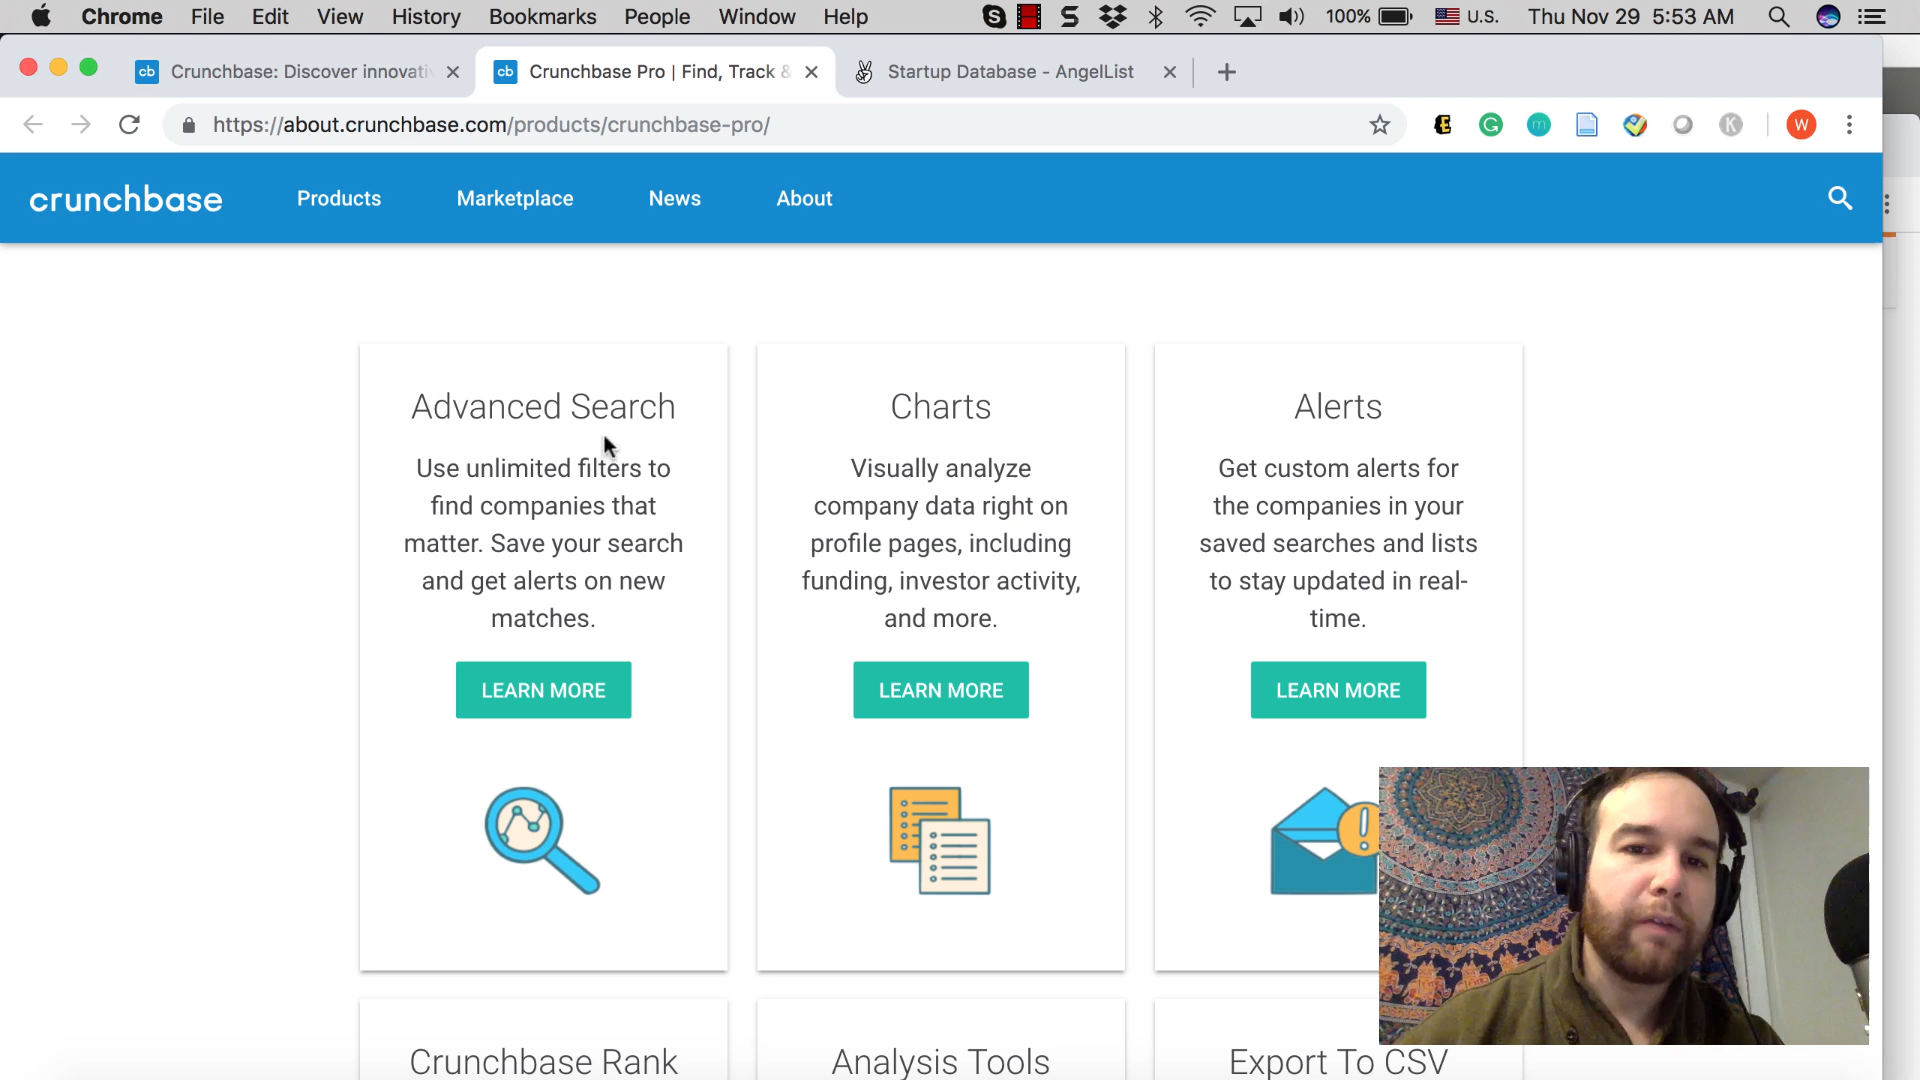 Chrome File Edit View History Bookmarks People Window Help 100% U.S. Thu Nov 29 5:53 AM
cb Crunchbase: Discover innovati cb Crunchbase Pro | Find, Track & Startup Database - AngelList
https://about.crunchbase.com/products/crunchbase-pro/ W
crunchbase Products Marketplace News About
Advanced Search
Use unlimited filters to
find companies that
matter. Save your search
and get alerts on new
matches.
LEARN MORE
Charts
Visually analyze
company data right on
profile pages, including
funding, investor activity,
and more.
LEARN MORE
Alerts
Get custom alerts for
the companies in your
saved searches and lists
to stay updated in real-
time.
LEARN MORE
Crunchbase Rank
Analysis Tools
Export To CSV